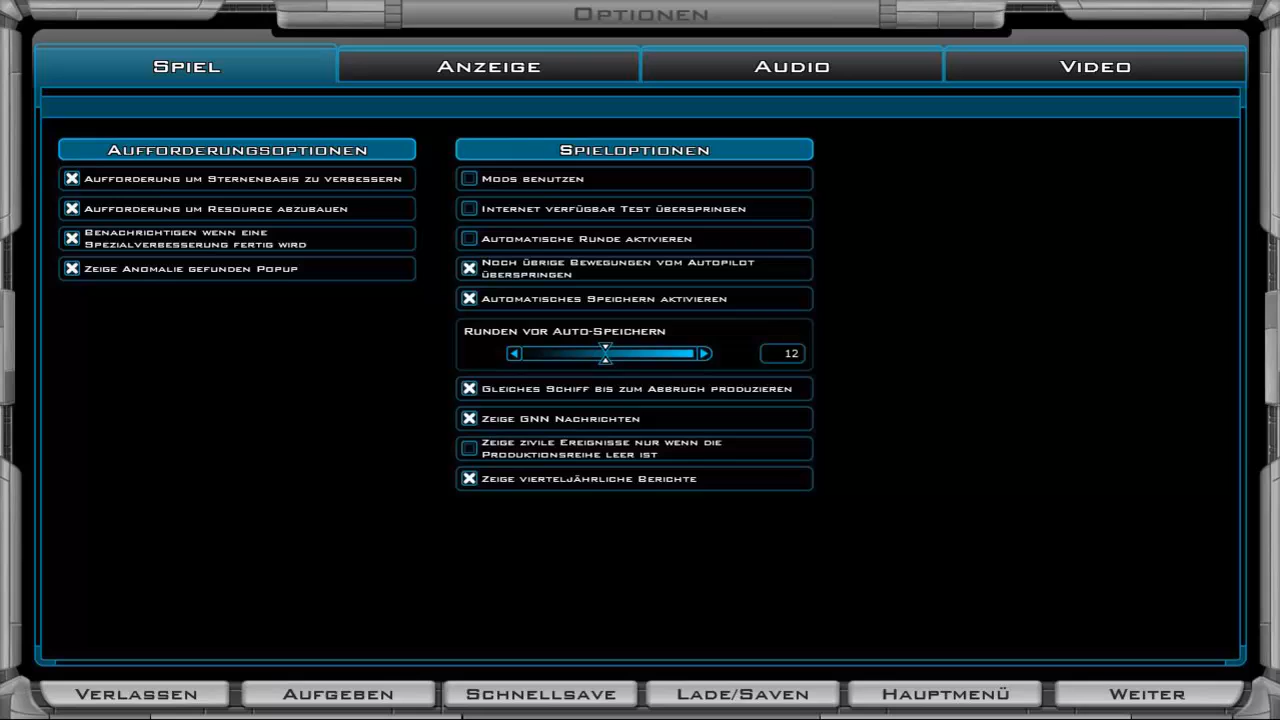 Optionen
Spiel
Anzeige
Audio
Video
Aufforderungsoptionen
Aufforderung um Sternenbasis zu verbessern
Aufforderung um Resource abzubauen
Benachrichtigen wenn eine
Spezialverbesserung fertig wird
Zeige Anomalie gefunden Popup
Spieloptionen
Mods benutzen
Internet verfügbar Test überspringen
Automatische Runde aktivieren
Noch übrige Bewegungen vom Autopilot
überspringen
Automatisches Speichern aktivieren
Runden vor Auto-Speichern
12
Gleiches Schiff bis zum Abbruch produzieren
Zeige GNN Nachrichten
Zeige zivile Ereignisse nur wenn die
Produktionsreihe leer ist
Zeige vierteljährliche Berichte
Verlassen
Aufgeben
Schnellsave
Lade/Saven
Hauptmenü
Weiter